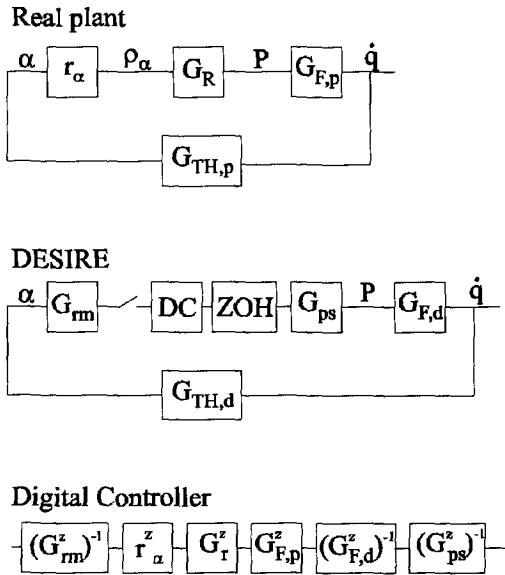 Real plant
α r_α ρ_α G_R P G_F,p q̇
G_TH,p
DESIRE
α G_rm DC ZOH G_ps P G_F,d q̇
G_TH,d
Digital Controller
(G^z_rm)^-1 r^z_α G^z_r G^z_F,p (G^z_F,d)^-1 (G^z_ps)^-1